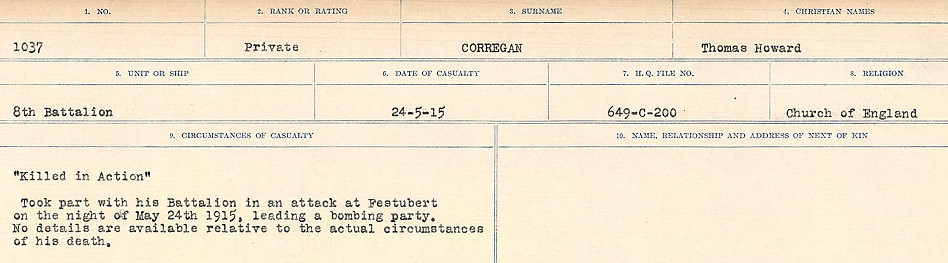 1. NO. 2. RANK OR RATING 3. SURNAME 4. CHRISTIAN NAMES
1037 Private CORREGAN Thomas Howard
5. UNIT OR SHIP 6. DATE OF CASUALTY 7. H.Q. FILE NO. 8. RELIGION
8th Battalion 24-5-15 649-C-200 Church of England
9. CIRCUMSTANCES OF CASUALTY 10. NAME, RELATIONSHIP AND ADDRESS OF NEXT OF KIN
"Killed in Action"
Took part with his Battalion in an attack at Festubert
on the night of May 24th 1915, leading a bombing party.
No details are available relative to the actual circumstances
of his death.